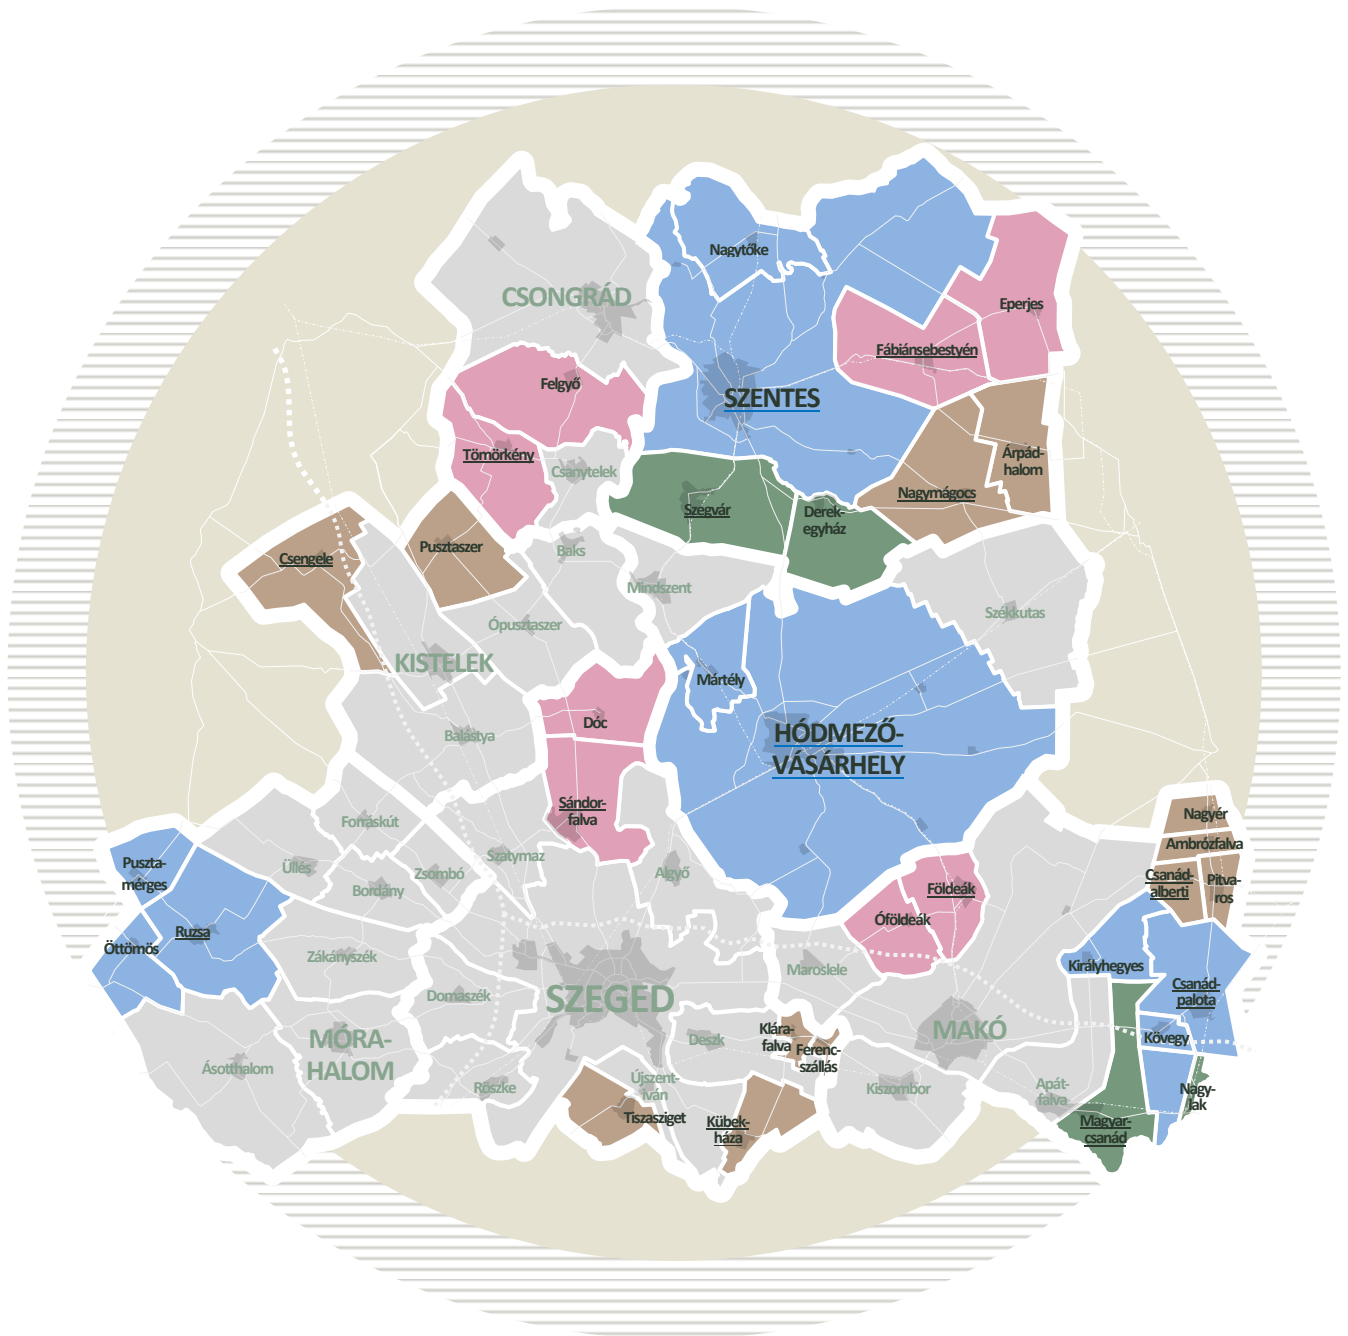 Nagytőke
CSONGRÁD
Eperjes
Fábiánsebestyén
Felgyő
SZENTES
Tömörkény
Csanytelek
Árpád-
halom
Nagymágocs
Szegvár
Derek-
egyház
Csengele
Pusztaszer
Baks
Mindszent
Ópusztaszer
Székkutas
KISTELEK
Mártély
Dóc
Balástya
HÓDMEZŐ-
VÁSÁRHELY
Sándor-
falva
Forráskút
Nagyér
Ambrózfalva
Puszta-
mérges
Üllés
Bordány
Zsombó
Szatymaz
Algyő
Csanád-
alberti
Pitva-
ros
Földeák
Óföldeák
Ruzsa
Öttömös
Zákányszék
Maroslele
Királyhegyes
Csanád-
palota
Domaszék
SZEGED
MÓRA-
HALOM
Deszk
Klára-
falva
Ferenc-
szállás
MAKÓ
Kövegy
Ásotthalom
Röszke
Újszent-
iván
Kiszombor
Apát-
falva
Nagy-
lak
Tiszasziget
Kübek-
háza
Magyar-
csanád